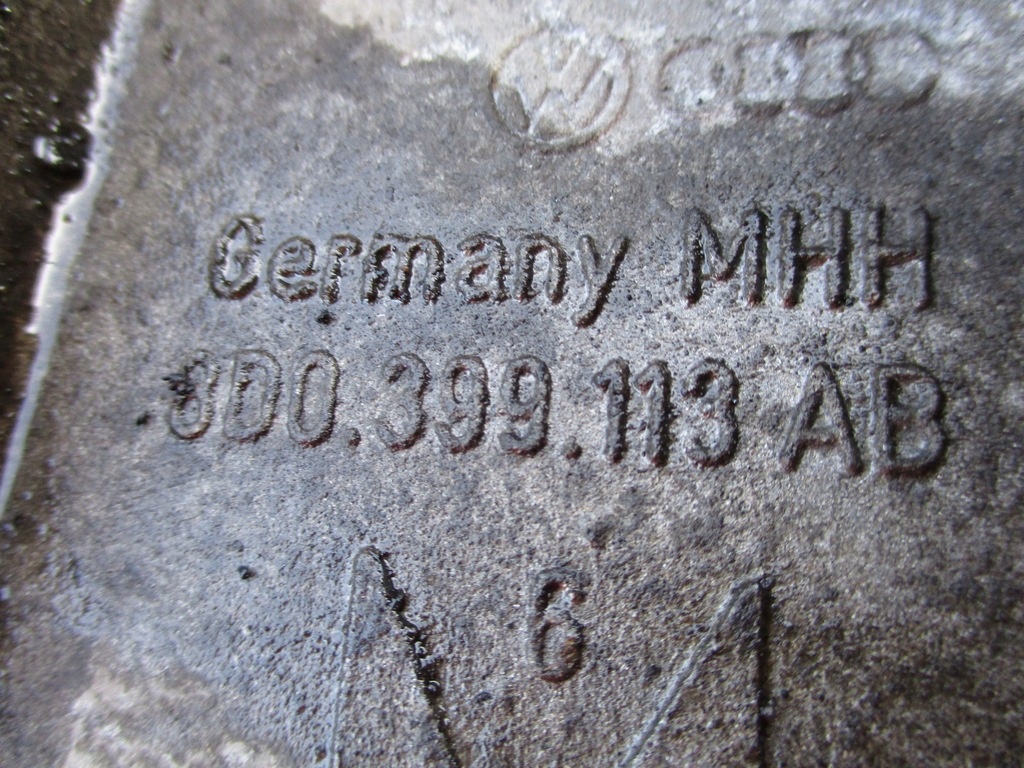 Germany MHH
8D0.399.113 AB
6